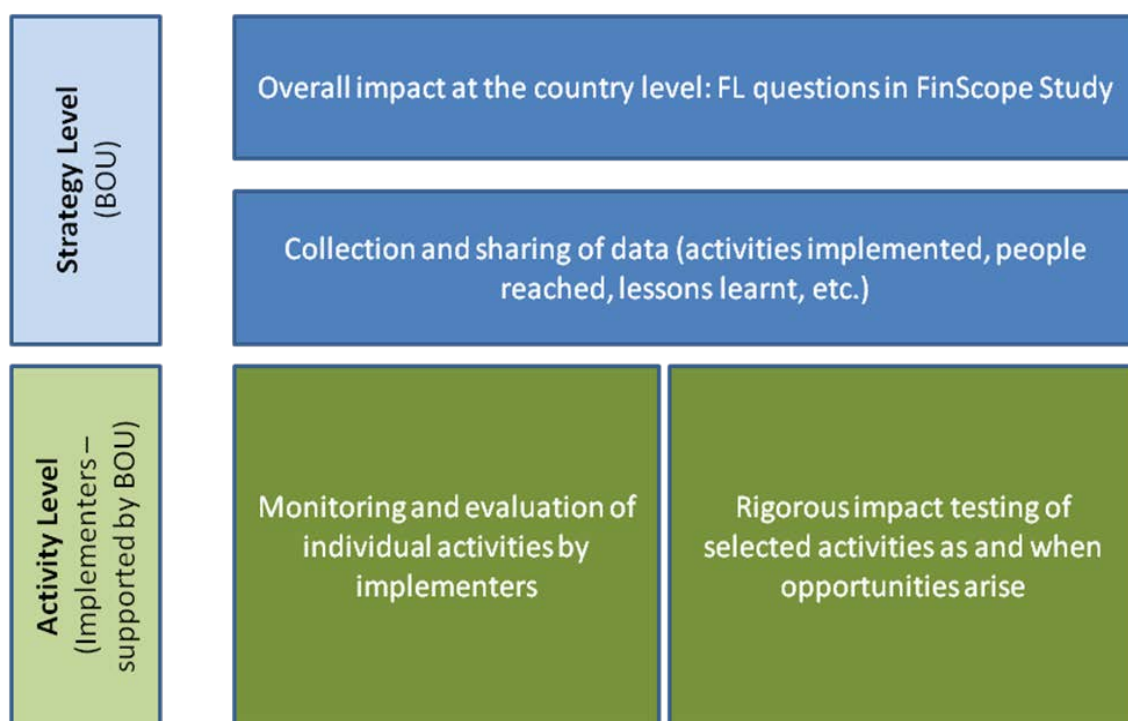 Strategy Level
(BOU)
Overall impact at the country level: FL questions in FinScope Study
Collection and sharing of data (activities implemented, people
reached, lessons learnt, etc.)
Activity Level
(Implementers –
supported by BOU)
Monitoring and evaluation of
individual activities by
implementers
Rigorous impact testing of
selected activities as and when
opportunities arise